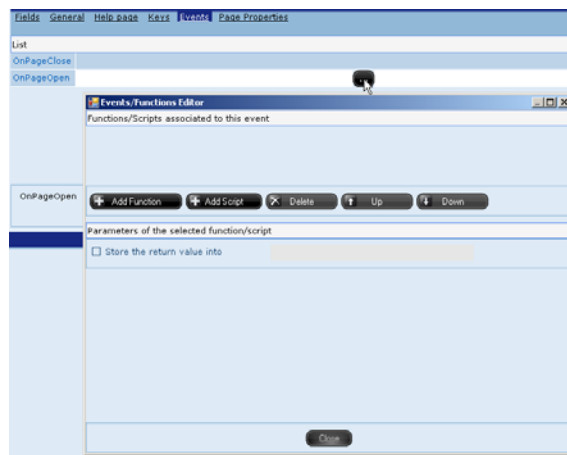 Fields General Help page Keys Events Page Properties
List
OnPageClose
OnPageOpen
...
Events/Functions Editor
Functions/Scripts associated to this event
OnPageOpen
Add Function Add Script Delete Up Down
Parameters of the selected function/script
Store the return value into
Close